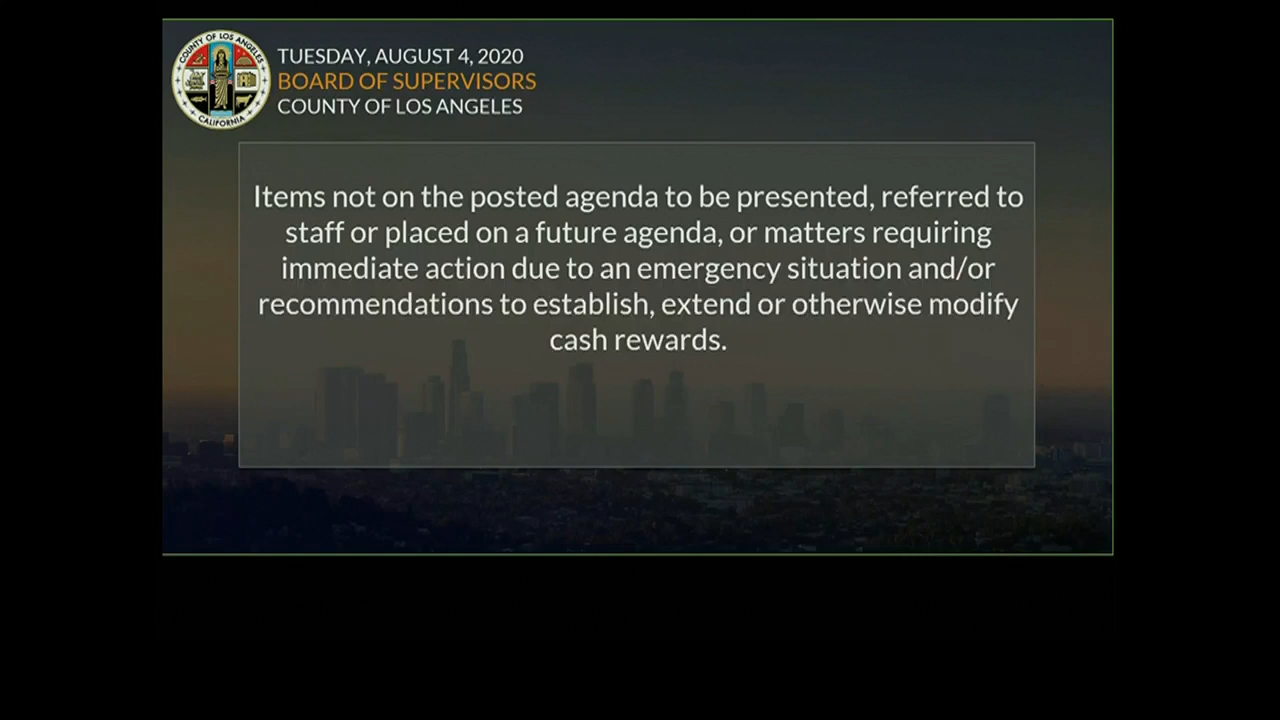 COUNTY OF LOS ANGELES
CALIFORNIA
TUESDAY, AUGUST 4, 2020
BOARD OF SUPERVISORS
COUNTY OF LOS ANGELES
Items not on the posted agenda to be presented, referred to
staff or placed on a future agenda, or matters requiring
immediate action due to an emergency situation and/or
recommendations to establish, extend or otherwise modify
cash rewards.